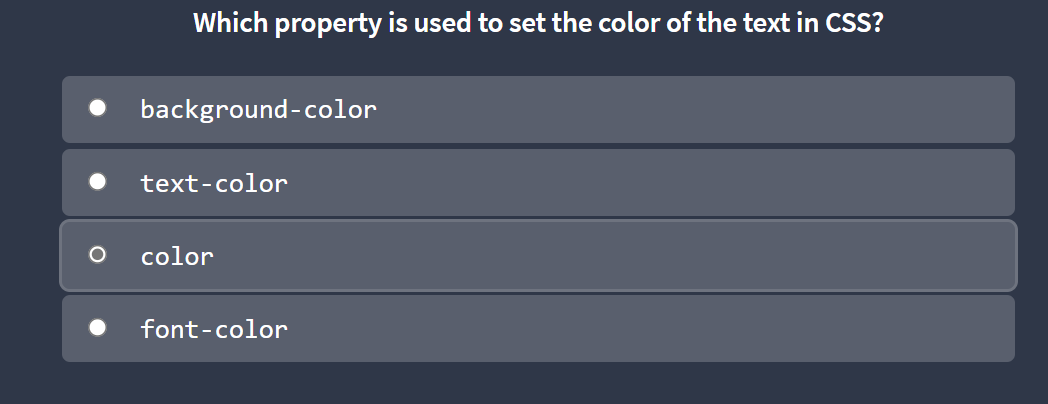 Which property is used to set the color of the text in CSS?
background-color
text-color
color
font-color